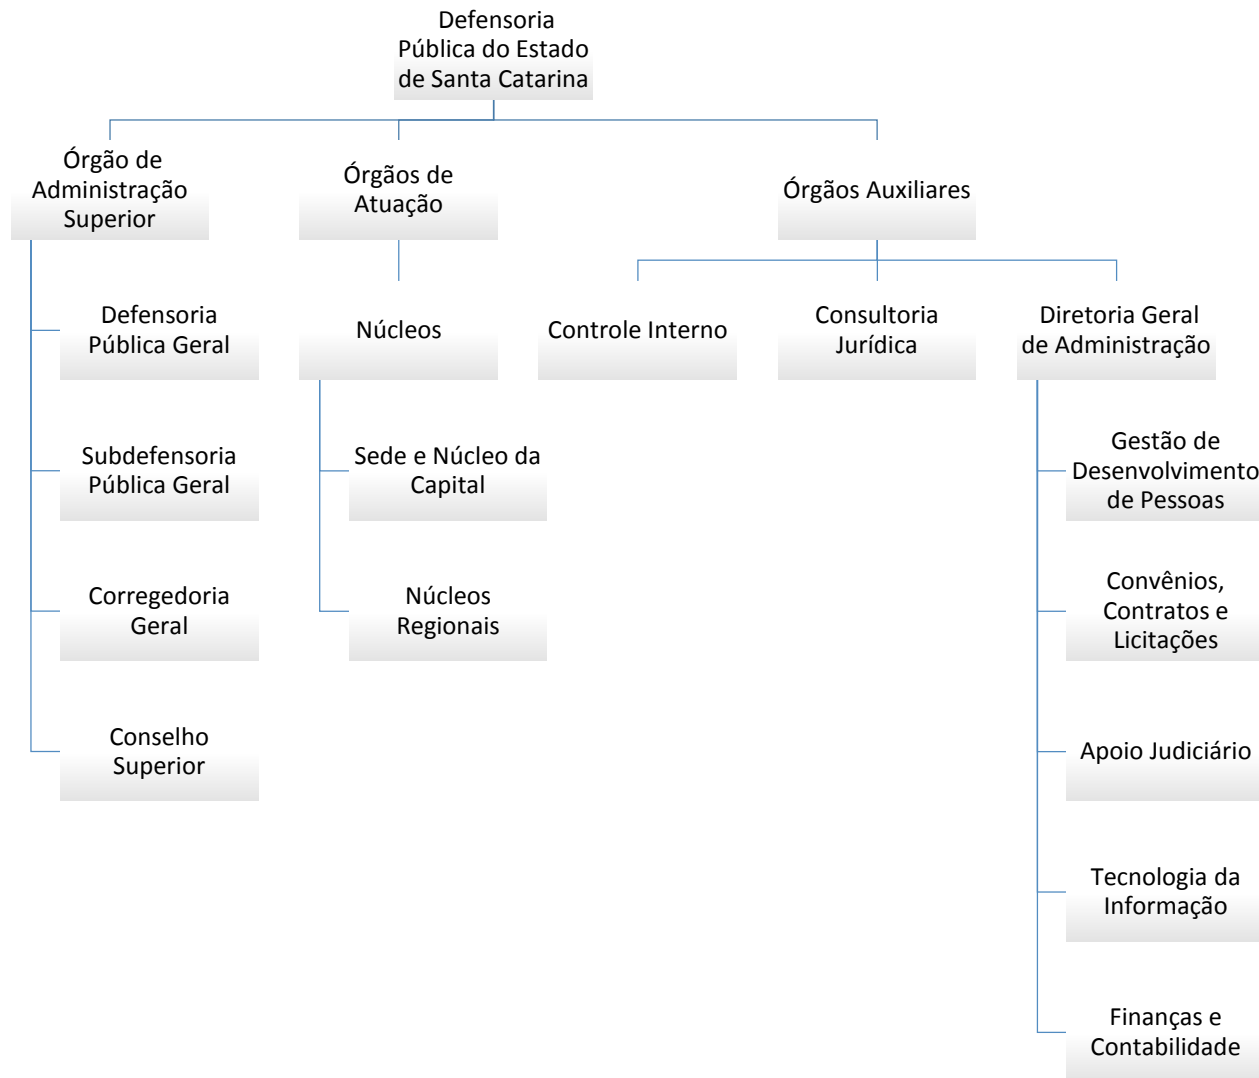 Defensoria
Pública do Estado
de Santa Catarina
Órgão de
Administração
Superior
Órgãos de
Atuação
Órgãos Auxiliares
Defensoria
Pública Geral
Núcleos
Controle Interno
Consultoria
Jurídica
Diretoria Geral
de Administração
Subdefensoria
Pública Geral
Sede e Núcleo da
Capital
Gestão de
Desenvolvimento
de Pessoas
Corregedoria
Geral
Núcleos
Regionais
Convênios,
Contratos e
Licitações
Conselho
Superior
Apoio Judiciário
Tecnologia da
Informação
Finanças e
Contabilidade